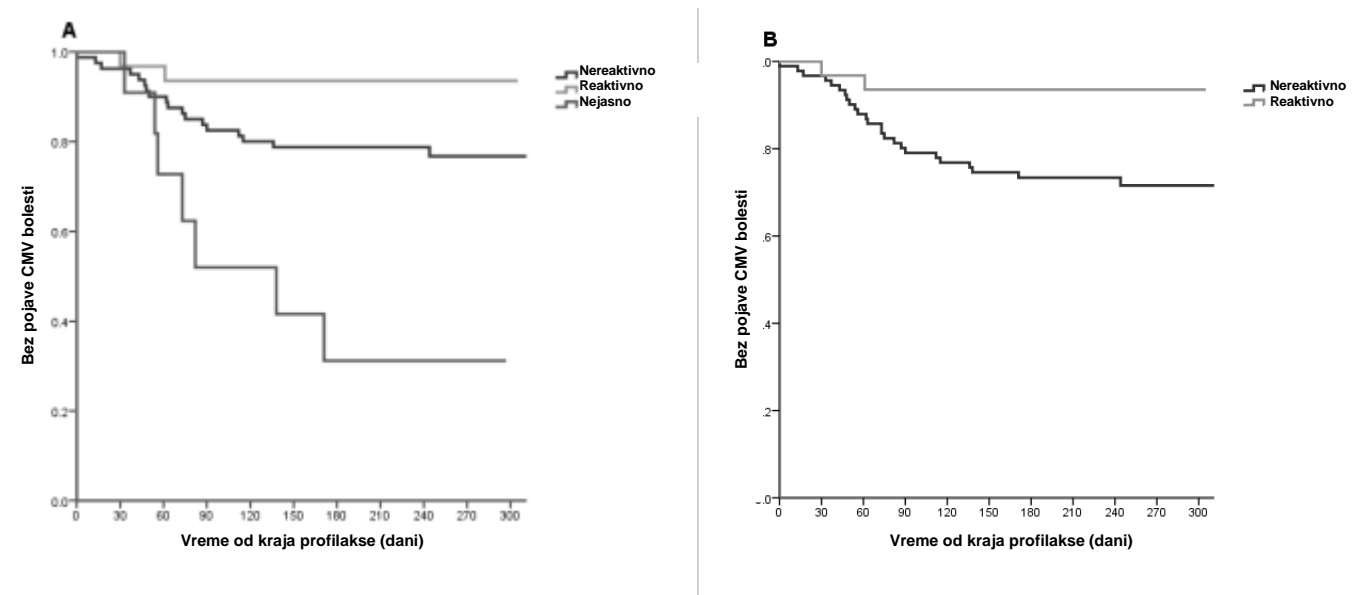 A
1.0
0.8
0.6
0.4
0.2
0.0
0 30 60 90 120 150 180 210 240 270 300
Bez pojave CMV bolesti
Vreme od kraja profilakse (dani)
Nereaktivno
Reaktivno
Nejasno
B
.0
.8
.6
.4
.2
.0
0 30 60 90 120 150 180 210 240 270 300
Bez pojave CMV bolesti
Vreme od kraja profilakse (dani)
Nereaktivno
Reaktivno